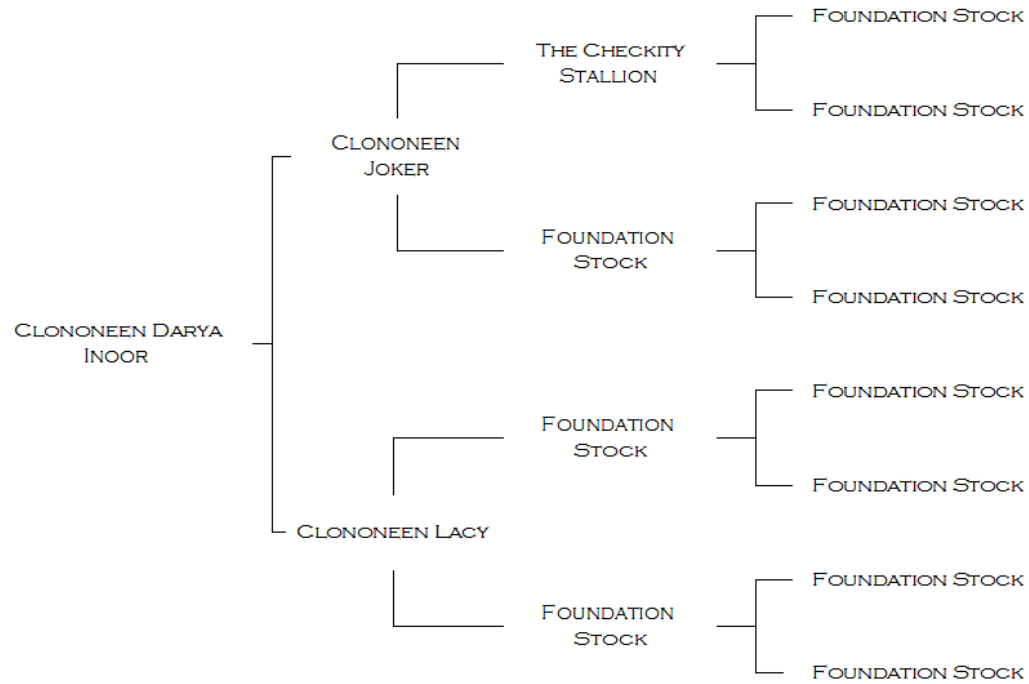 Foundation Stock
The Checkity
Stallion
Foundation Stock
Clononeen
Joker
Foundation Stock
Foundation
Stock
Foundation Stock
Clononeen Darya
Inoor
Foundation Stock
Foundation
Stock
Foundation Stock
Clononeen Lacy
Foundation Stock
Foundation
Stock
Foundation Stock